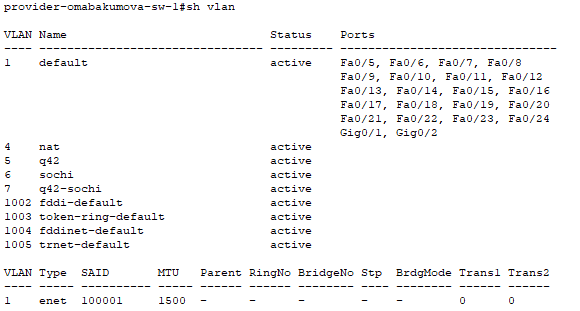 provider-omabakumova-sw-1#sh vlan
VLAN Name                             Status    Ports
---- -------------------------------- --------- -------------------------------
1    default                          active    Fa0/5, Fa0/6, Fa0/7, Fa0/8
                                                Fa0/9, Fa0/10, Fa0/11, Fa0/12
                                                Fa0/13, Fa0/14, Fa0/15, Fa0/16
                                                Fa0/17, Fa0/18, Fa0/19, Fa0/20
                                                Fa0/21, Fa0/22, Fa0/23, Fa0/24
                                                Gig0/1, Gig0/2
4    nat                              active
5    q42                              active
6    sochi                            active
7    q42-sochi                        active
1002 fddi-default                     active
1003 token-ring-default               active
1004 fddinet-default                  active
1005 trnet-default                    active
VLAN Type  SAID       MTU   Parent RingNo BridgeNo Stp  BrdgMode Trans1 Trans2
---- ----- ---------- ----- ------ ------ -------- ---- -------- ------ ------
1    enet  100001     1500  -      -      -        -    -        0      0